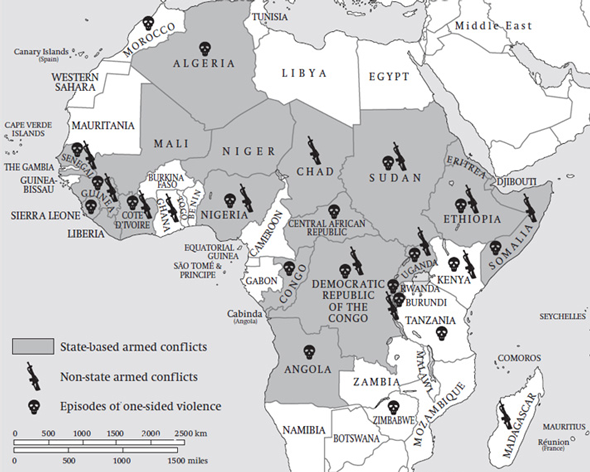 TUNISIA
Middle East
MOROCCO
Canary Islands
(Spain)
ALGERIA
LIBYA
EGYPT
WESTERN
SAHARA
MAURITANIA
CAPE VERDE
ISLANDS
MALI
NIGER
CHAD
SUDAN
ERITREA
DJIBOUTI
SENEGAL
THE GAMBIA
GUINEA-
BISSAU
GUINEA
SIERRA LEONE
LIBERIA
COTE
D'IVOIRE
BURKINA
FASO
GHANA
TOGO
BENIN
NIGERIA
CAMEROON
CENTRAL AFRICAN
REPUBLIC
ETHIOPIA
SOMALIA
EQUATORIAL
GUINEA
SÃO TOMÉ &
PRINCIPE
GABON
CONGO
DEMOCRATIC
REPUBLIC
OF THE
CONGO
UGANDA
KENYA
RWANDA
BURUNDI
TANZANIA
Cabinda
(Angola)
SEYCHELLES
COMOROS
ANGOLA
ZAMBIA
MALAWI
MOZAMBIQUE
ZIMBABWE
NAMIBIA
BOTSWANA
MADAGASCAR
MAURITIUS
Réunion
(France)
State-based armed conflicts
Non-state armed conflicts
Episodes of one-sided violence
0 500 1000 1500 2000 2500 km
0 500 1000 1500 miles